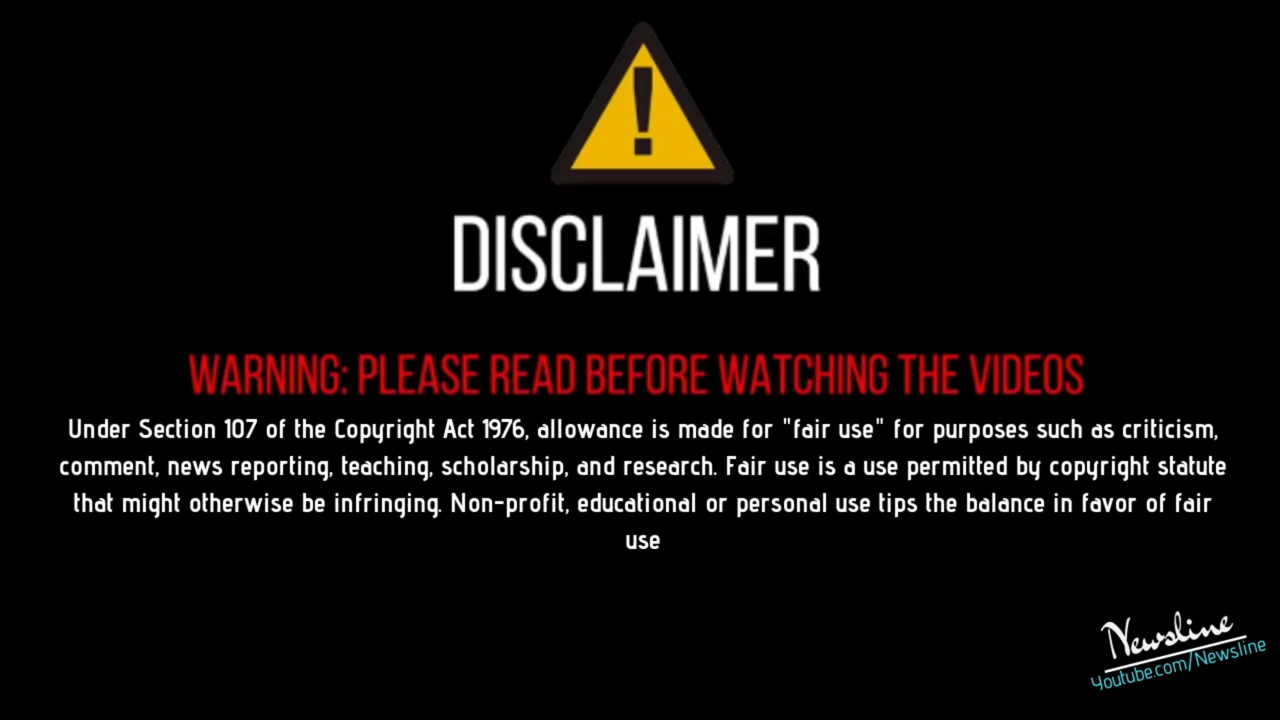 !
DISCLAIMER
WARNING: PLEASE READ BEFORE WATCHING THE VIDEOS
Under Section 107 of the Copyright Act 1976, allowance is made for "fair use" for purposes such as criticism,
comment, news reporting, teaching, scholarship, and research. Fair use is a use permitted by copyright statute
that might otherwise be infringing. Non-profit, educational or personal use tips the balance in favor of fair
use
Newsline
Youtube.com/Newsline